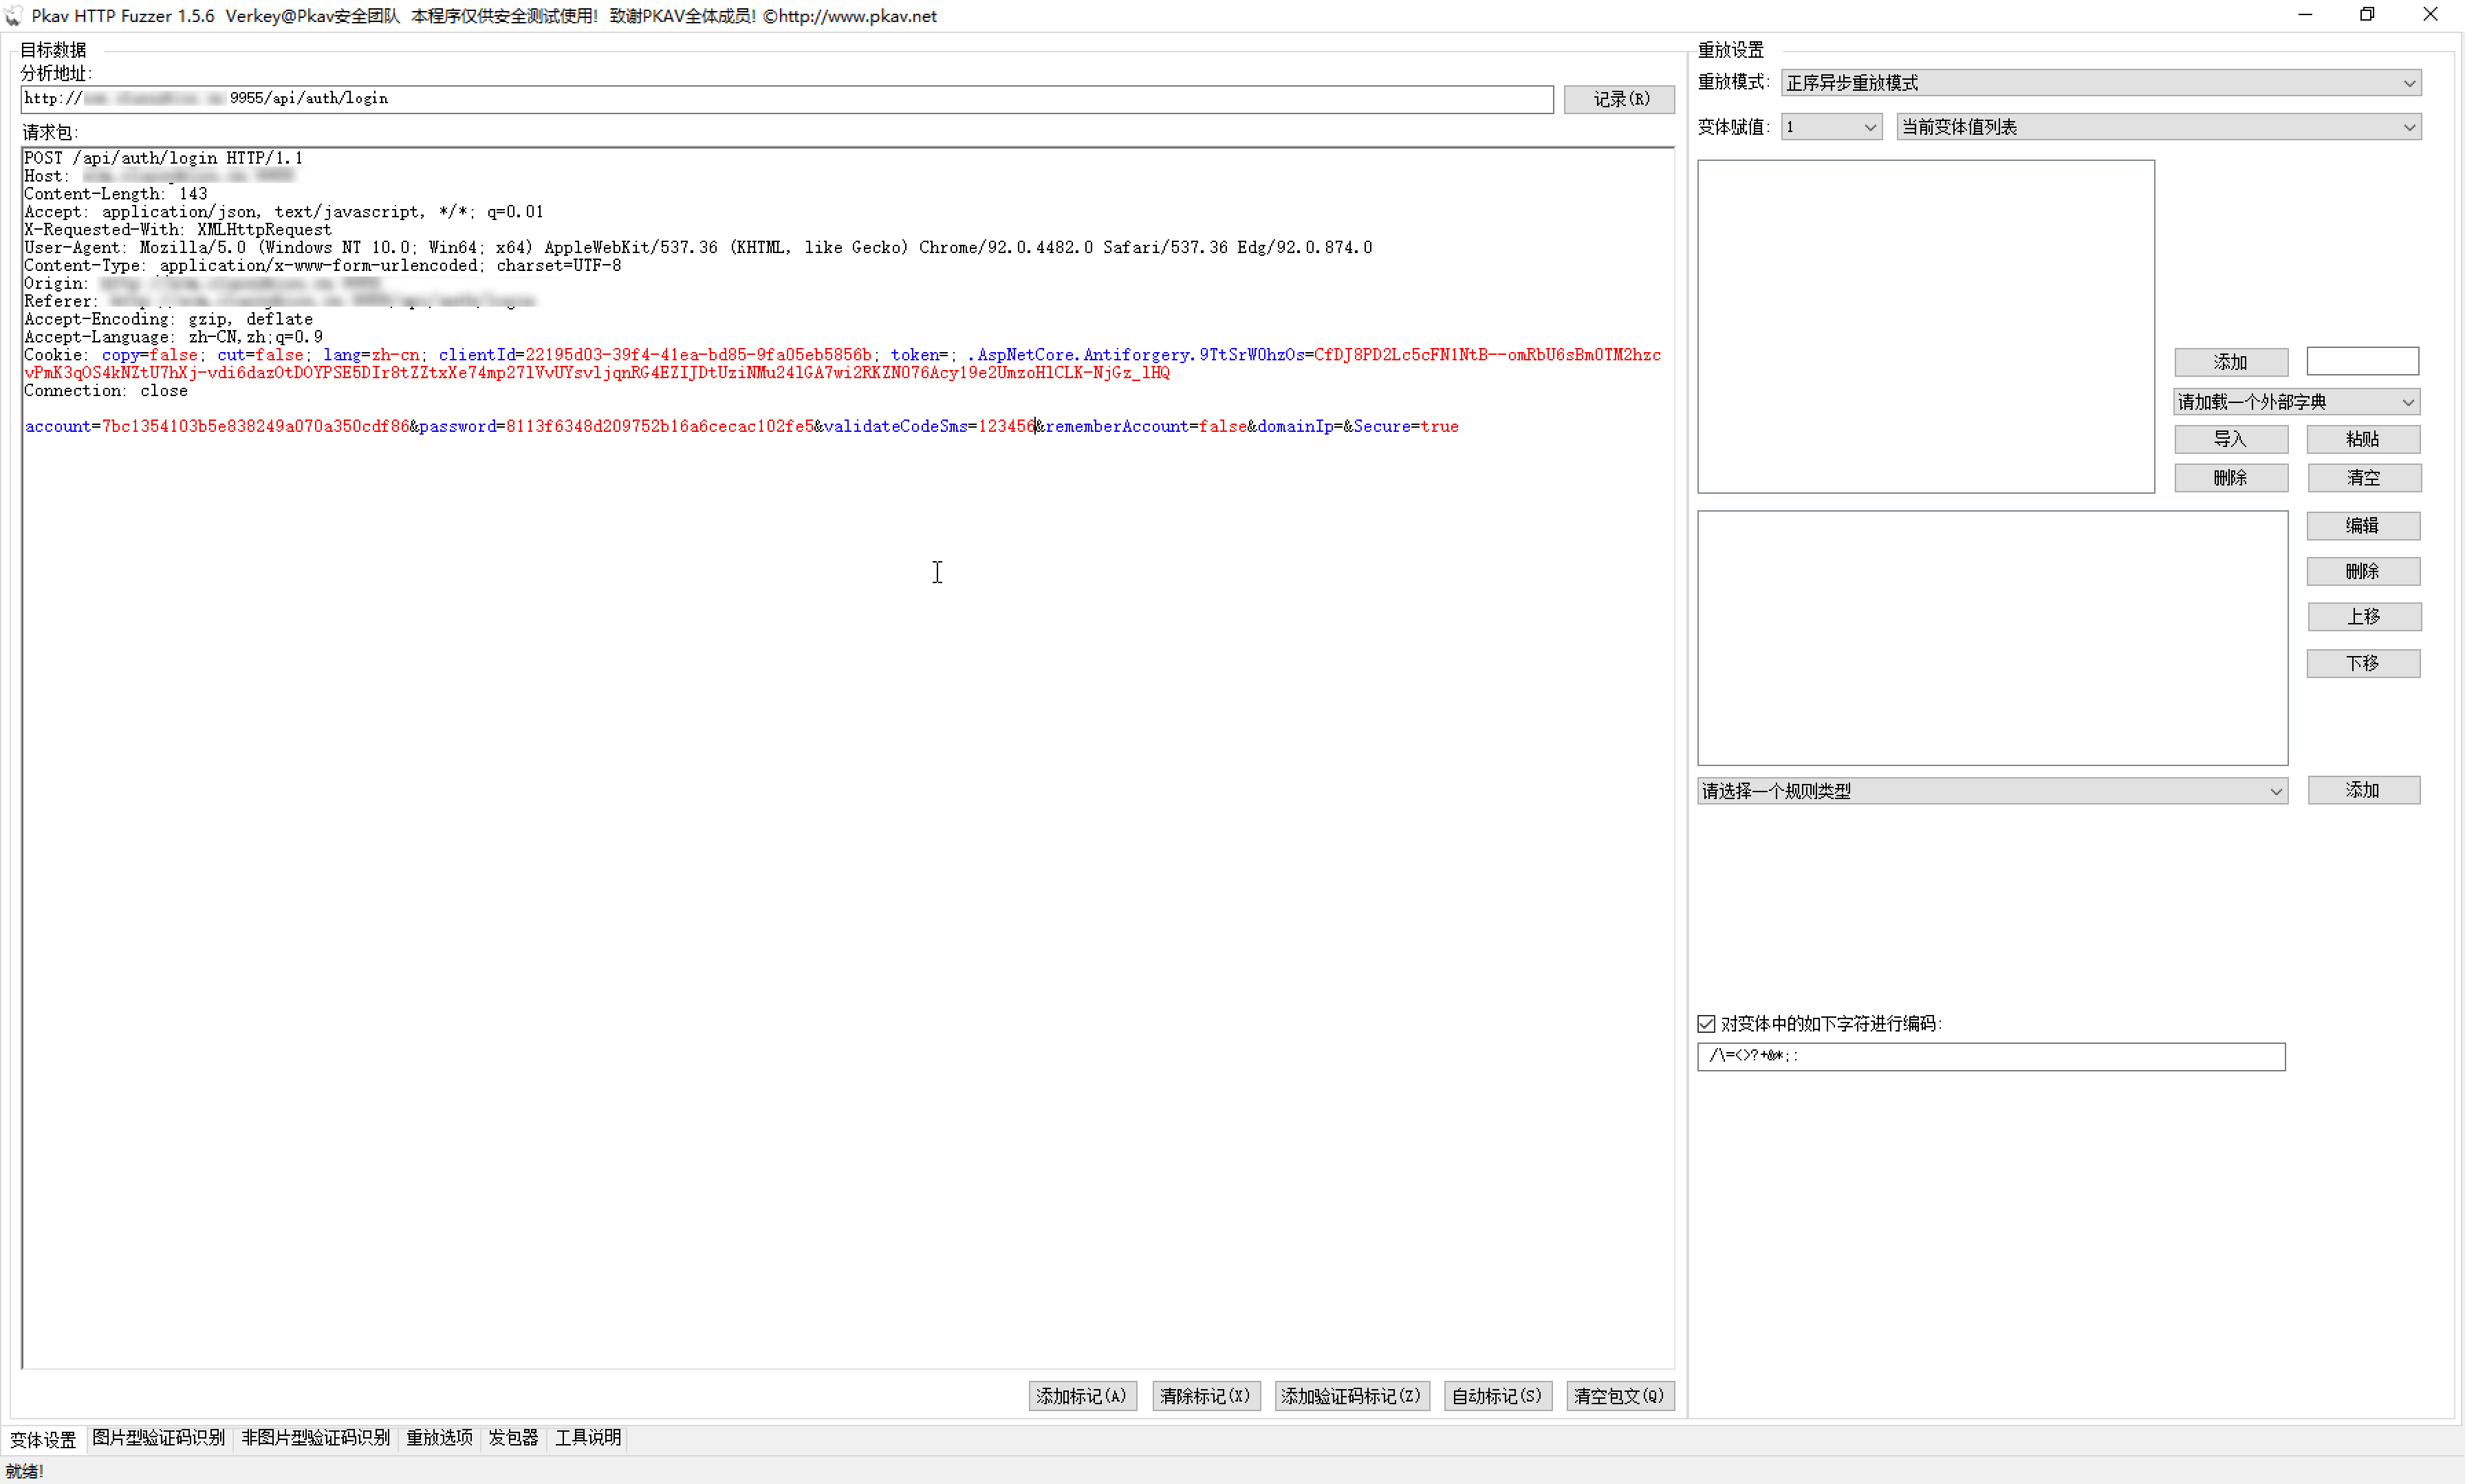 Pkav HTTP Fuzzer 1.5.6 Verkey@Pkav安全团队 本程序仅供安全测试使用! 致谢PKAV全体成员! ©http://www.pkav.net
目标数据
分析地址:
http:// 9955/api/auth/login
记录(R)
请求包:
POST /api/auth/login HTTP/1.1
Host:
Content-Length: 143
Accept: application/json, text/javascript, */*; q=0.01
X-Requested-With: XMLHttpRequest
User-Agent: Mozilla/5.0 (Windows NT 10.0; Win64; x64) AppleWebKit/537.36 (KHTML, like Gecko) Chrome/92.0.4482.0 Safari/537.36 Edg/92.0.874.0
Content-Type: application/x-www-form-urlencoded; charset=UTF-8
Origin:
Referer:
Accept-Encoding: gzip, deflate
Accept-Language: zh-CN,zh;q=0.9
Cookie: copy=false; cut=false; lang=zh-cn; clientId=22195d03-39f4-41ea-bd85-9fa05eb5856b; token=; .AspNetCore.Antiforgery.9TtSrW0hzOs=CfDJ8PD2Lc5cFN1NtB--omRbU6sBm0TM2hzc
vPmK3qOS4kNZtU7hXj-vdi6dazOtDOYPSE5DIr8tZZtxXe74mp27lVvUYsvljqnRG4EZIJDtUziNMu24lGA7wi2RKZNO76Acy19e2UmzoHlCLK-NjGz_lHQ
Connection: close
account=7bc1354103b5e838249a070a350cdf86&password=8113f6348d209752b16a6cecac102fe5&validateCodeSms=123456&rememberAccount=false&domainIp=&Secure=true
添加标记(A)
清除标记(X)
添加验证码标记(Z)
自动标记(S)
清空包文(Q)
重放设置
重放模式: 正序异步重放模式
变体赋值: 1 当前变体值列表
添加
请加载一个外部字典
导入 粘贴
删除 清空
编辑
删除
上移
下移
请选择一个规则类型 添加
对变体中的如下字符进行编码:
/\=<>?+&*;:
变体设置 图片型验证码识别 非图片型验证码识别 重放选项 发包器 工具说明
就绪!